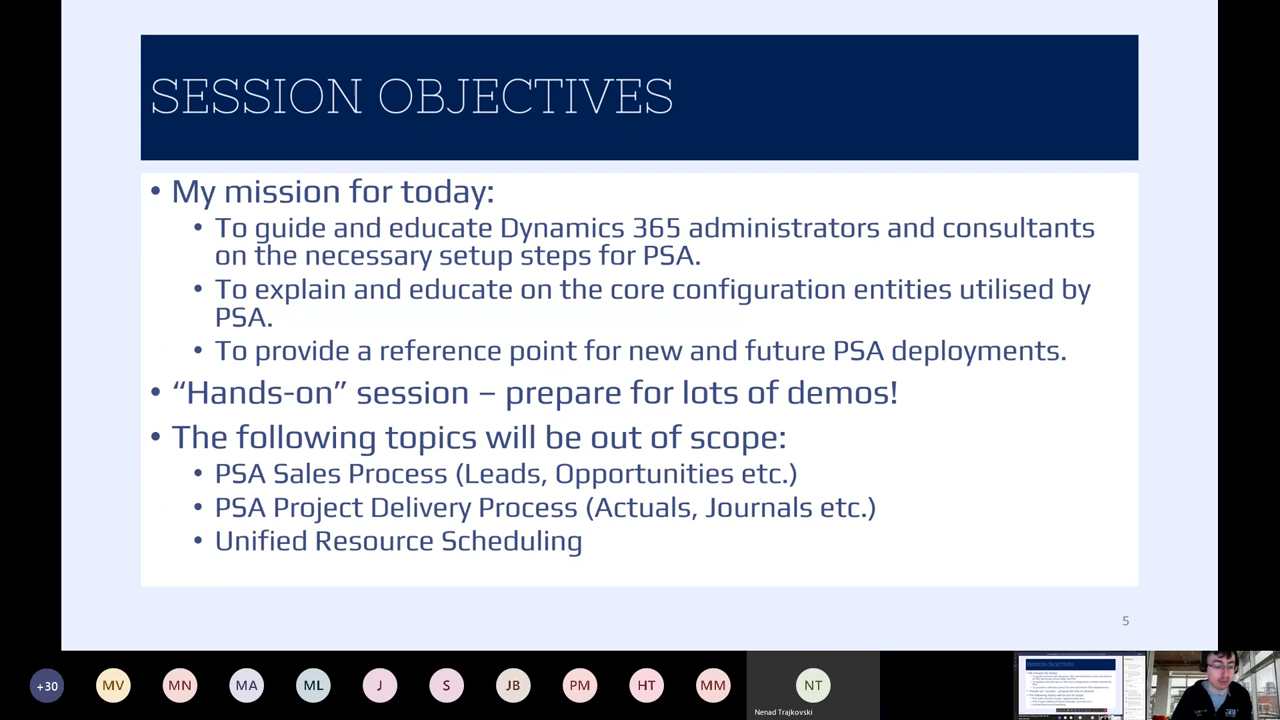 SESSION OBJECTIVES
• My mission for today:
• To guide and educate Dynamics 365 administrators and consultants
on the necessary setup steps for PSA.
• To explain and educate on the core configuration entities utilised by
PSA.
• To provide a reference point for new and future PSA deployments.
• “Hands-on” session – prepare for lots of demos!
• The following topics will be out of scope:
• PSA Sales Process (Leads, Opportunities etc.)
• PSA Project Delivery Process (Actuals, Journals etc.)
• Unified Resource Scheduling
5
+30 MV MN MA ML J S JB PM HT UM NT
Nenad Trajkovski
SESSION OBJECTIVES